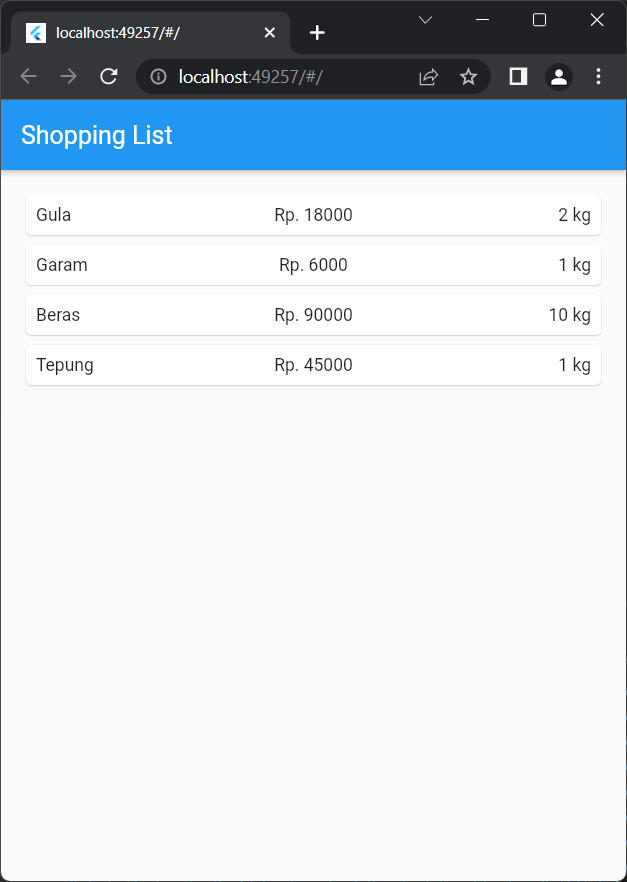 localhost:49257/#/
localhost:49257/#/
Shopping List
Gula Rp. 18000 2 kg
Garam Rp. 6000 1 kg
Beras Rp. 90000 10 kg
Tepung Rp. 45000 1 kg